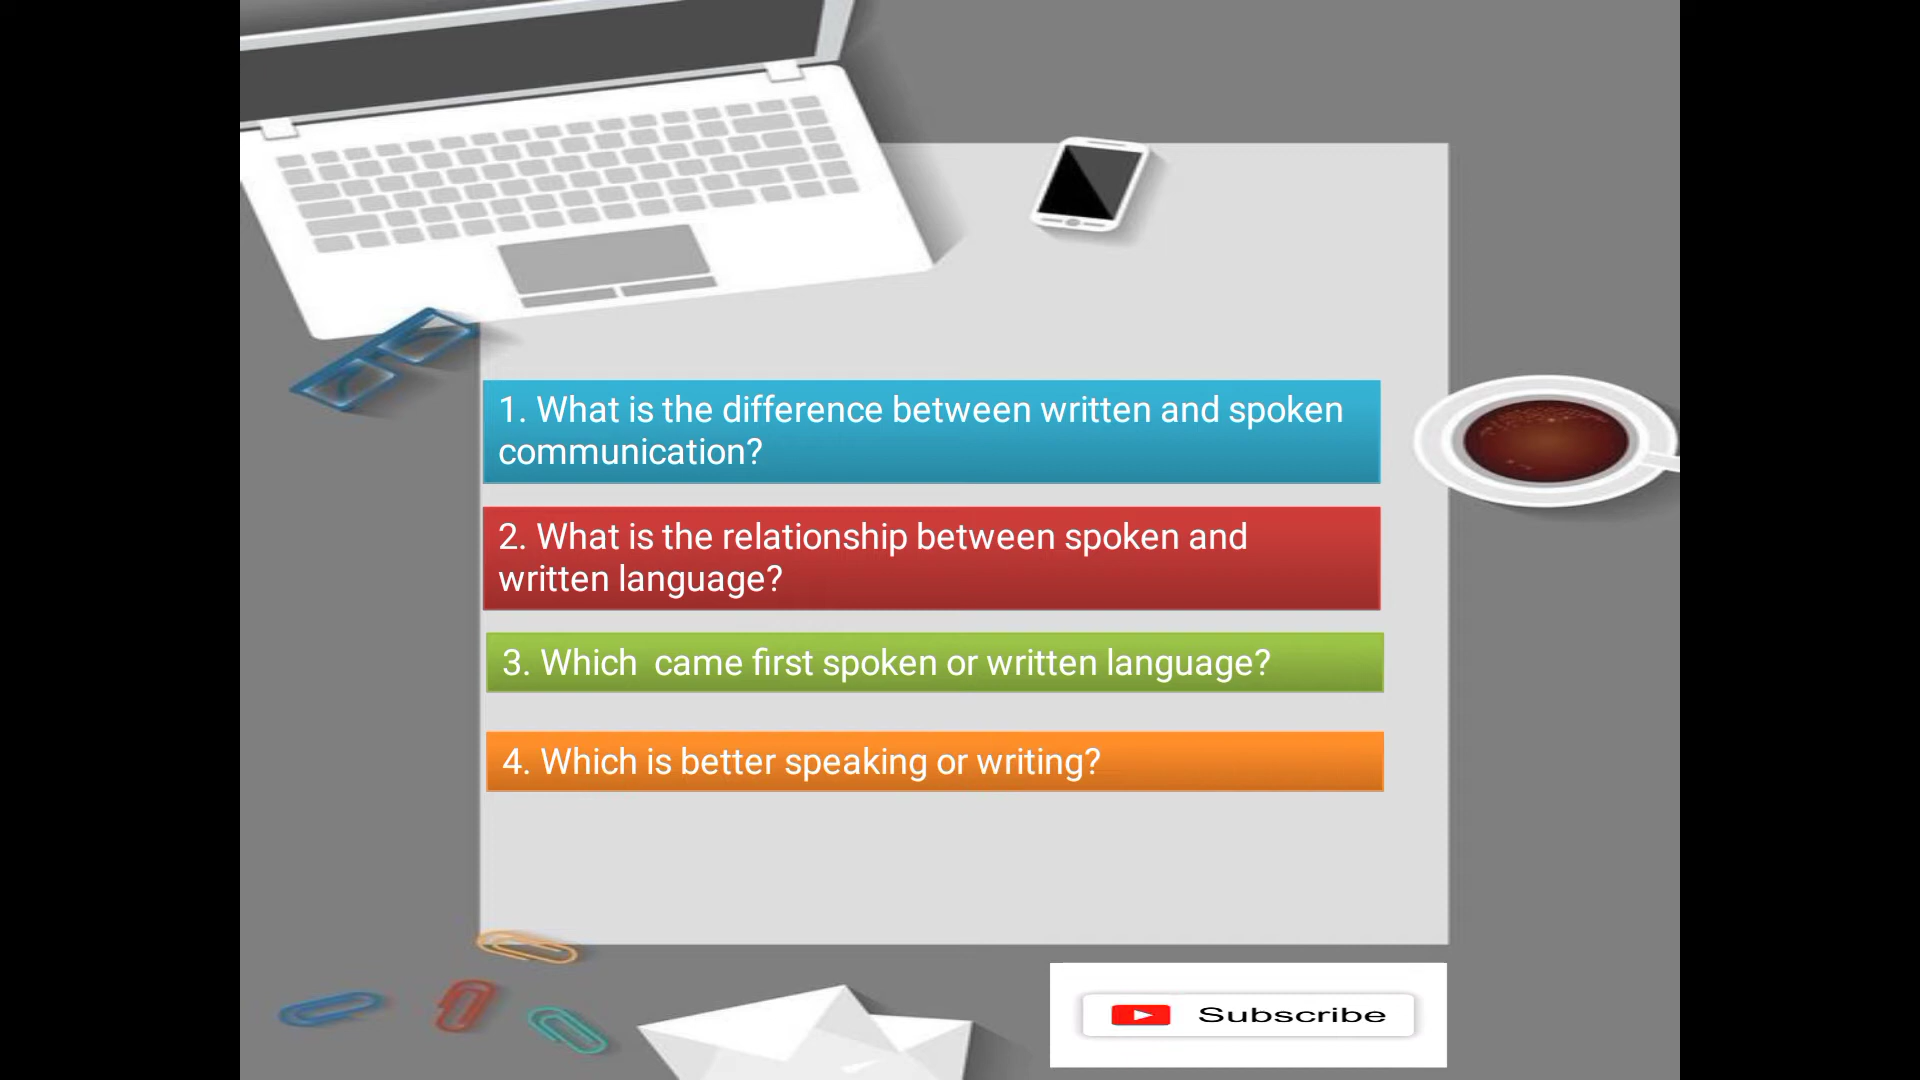 1. What is the difference between written and spoken
communication?
2. What is the relationship between spoken and
written language?
3. Which  came first spoken or written language?
4. Which is better speaking or writing?
Subscribe